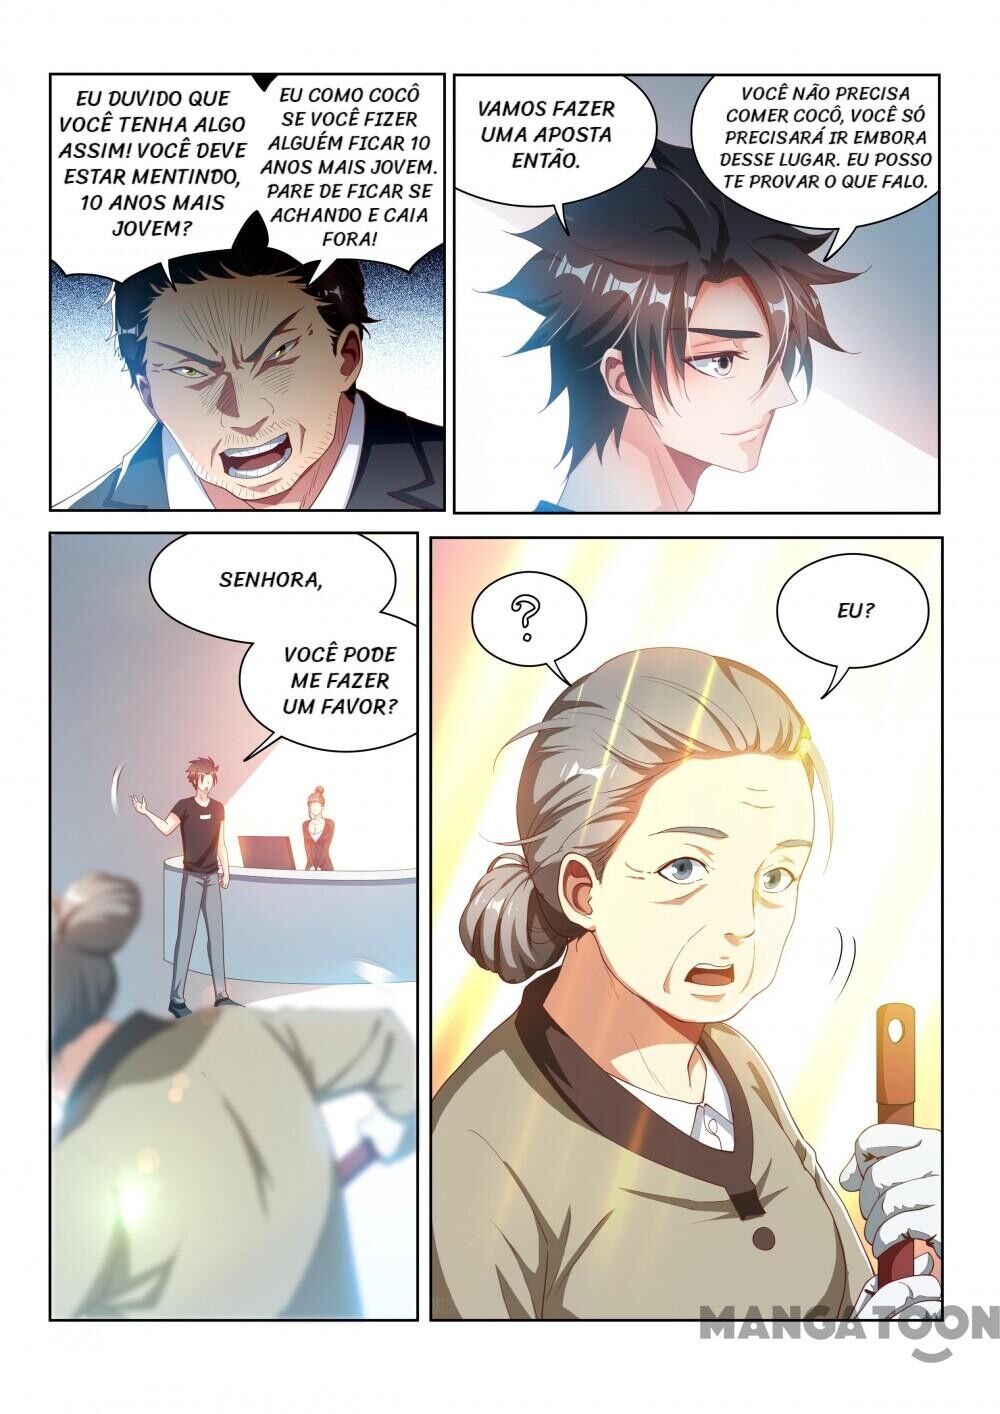 EU DUVIDO QUE
VOCÊ TENHA ALGO
ASSIM! VOCÊ DEVE
ESTAR MENTINDO,
10 ANOS MAIS
JOVEM?
EU COMO COCÔ
SE VOCÊ FIZER
ALGUÉM FICAR 10
ANOS MAIS JOVEM.
PARE DE FICAR SE
ACHANDO E CAIA
FORA!
VAMOS FAZER
UMA APOSTA
ENTÃO.
VOCÊ NÃO PRECISA
COMER COCÔ, VOCÊ SÓ
PRECISARÁ IR EMBORA
DESSE LUGAR. EU POSSO
TE PROVAR O QUE FALO.
SENHORA,
VOCÊ PODE
ME FAZER
UM FAVOR?
?
EU?
MANGATOON